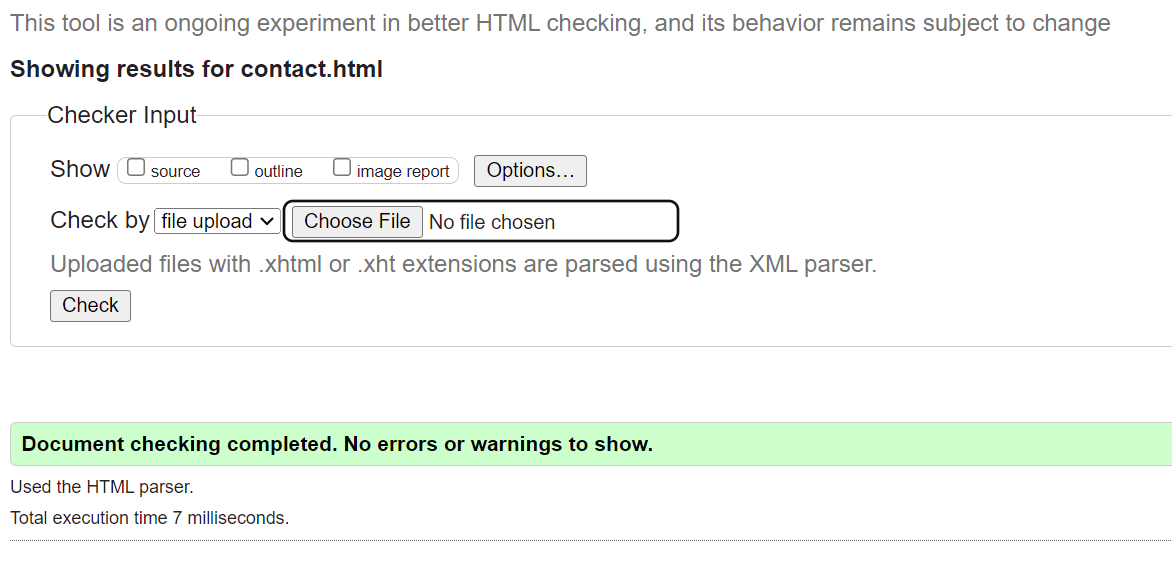 This tool is an ongoing experiment in better HTML checking, and its behavior remains subject to change
Showing results for contact.html
Checker Input
Show source outline image report Options...
Check by file upload Choose File No file chosen
Uploaded files with .xhtml or .xht extensions are parsed using the XML parser.
Check
Document checking completed. No errors or warnings to show.
Used the HTML parser.
Total execution time 7 milliseconds.